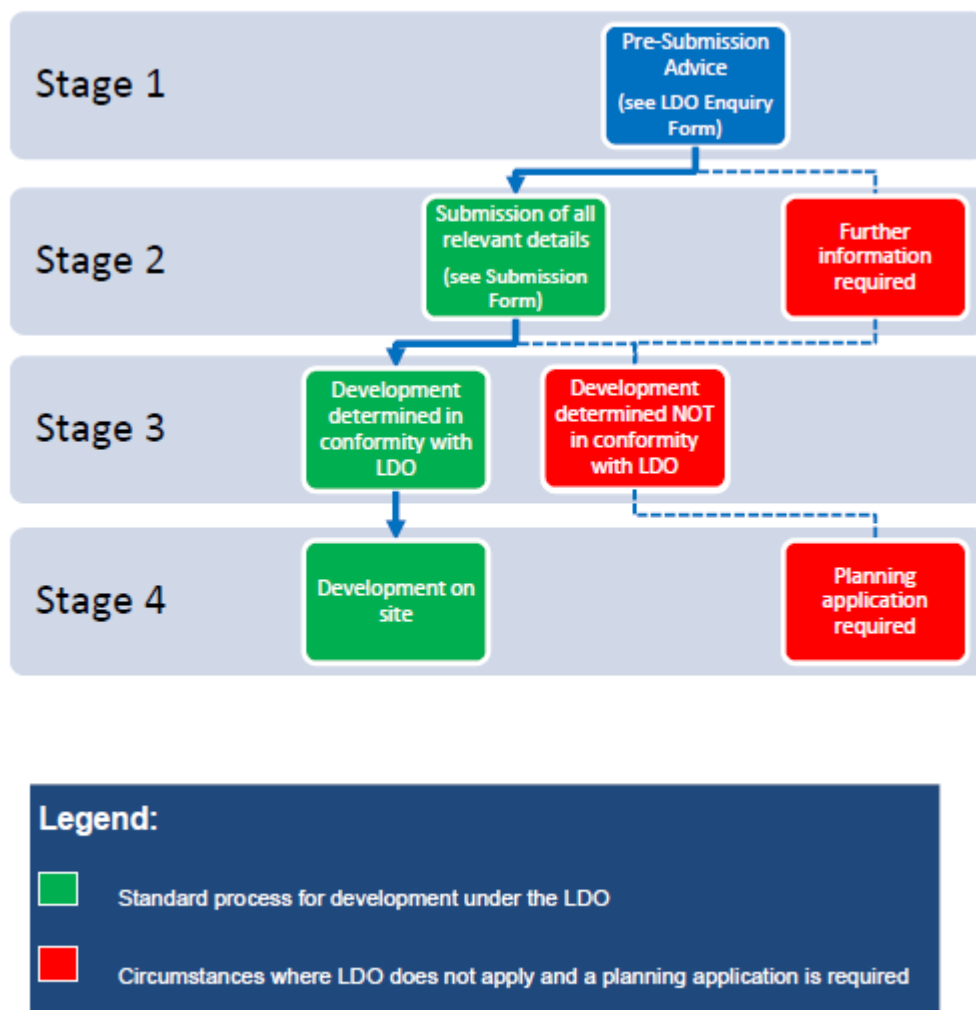 Stage 1
Pre-Submission
Advice
(see LDO Enquiry
Form)
Stage 2
Submission of all
relevant details
(see Submission
Form)
Further
information
required
Stage 3
Development
determined in
conformity with
LDO
Development
determined NOT
in conformity
with LDO
Stage 4
Development on
site
Planning
application
required
Legend:
Standard process for development under the LDO
Circumstances where LDO does not apply and a planning application is required